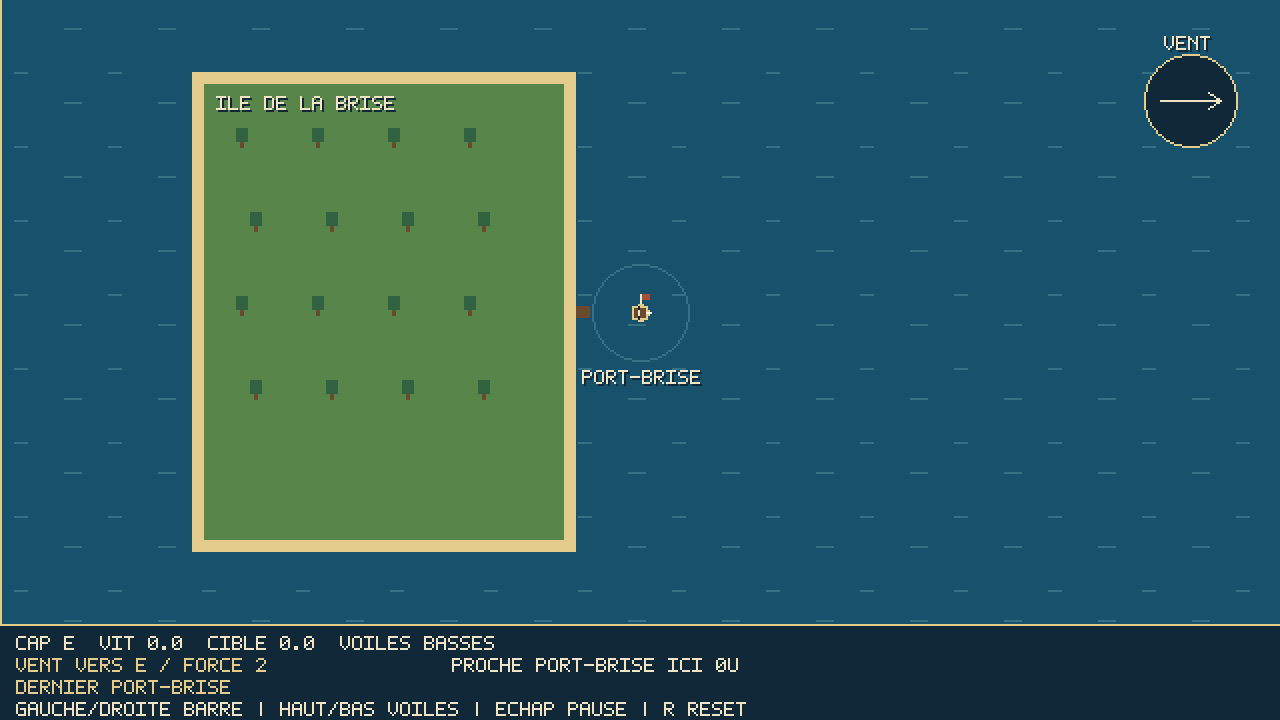 VENT
ILE DE LA BRISE
PORT-BRISE
CAP E  VIT 0.0  CIBLE 0.0  VOILES BASSES
VENT VERS E / FORCE 2  PROCHE PORT-BRISE ICI 0U
DERNIER PORT-BRISE
GAUCHE/DROITE BARRE | HAUT/BAS VOILES | ECHAP PAUSE | R RESET